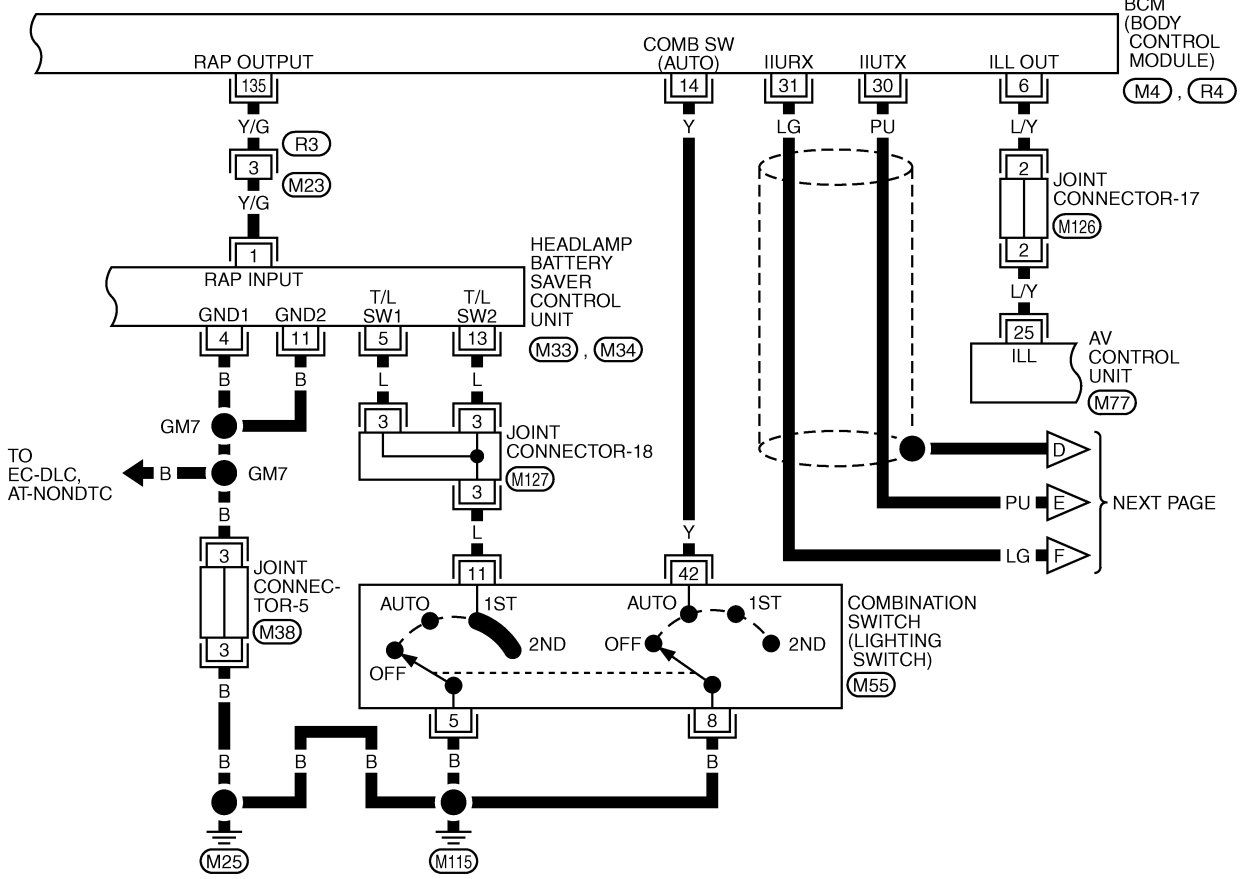 BCM
(BODY
CONTROL
MODULE)
M4 , R4
RAP OUTPUT
COMB SW
(AUTO)
IIURX
IIUTX
ILL OUT
135
14
31
30
6
Y/G
Y
LG
PU
L/Y
R3
3
M23
Y/G
2
JOINT
CONNECTOR-17
M126
2
L/Y
1
RAP INPUT
HEADLAMP
BATTERY
SAVER
CONTROL
UNIT
M33 , M34
GND1
GND2
T/L
SW1
T/L
SW2
4
11
5
13
25
ILL
AV
CONTROL
UNIT
M77
B
B
L
L
GM7
3
3
JOINT
CONNECTOR-18
M127
3
TO
EC-DLC,
AT-NONDTC
B
GM7
B
L
Y
D
PU
E
LG
F
NEXT PAGE
3
JOINT
CONNEC-
TOR-5
M38
3
11
42
AUTO
1ST
2ND
OFF
AUTO
1ST
OFF
2ND
COMBINATION
SWITCH
(LIGHTING
SWITCH)
M55
B
5
8
B
B
B
B
B
M25
M115